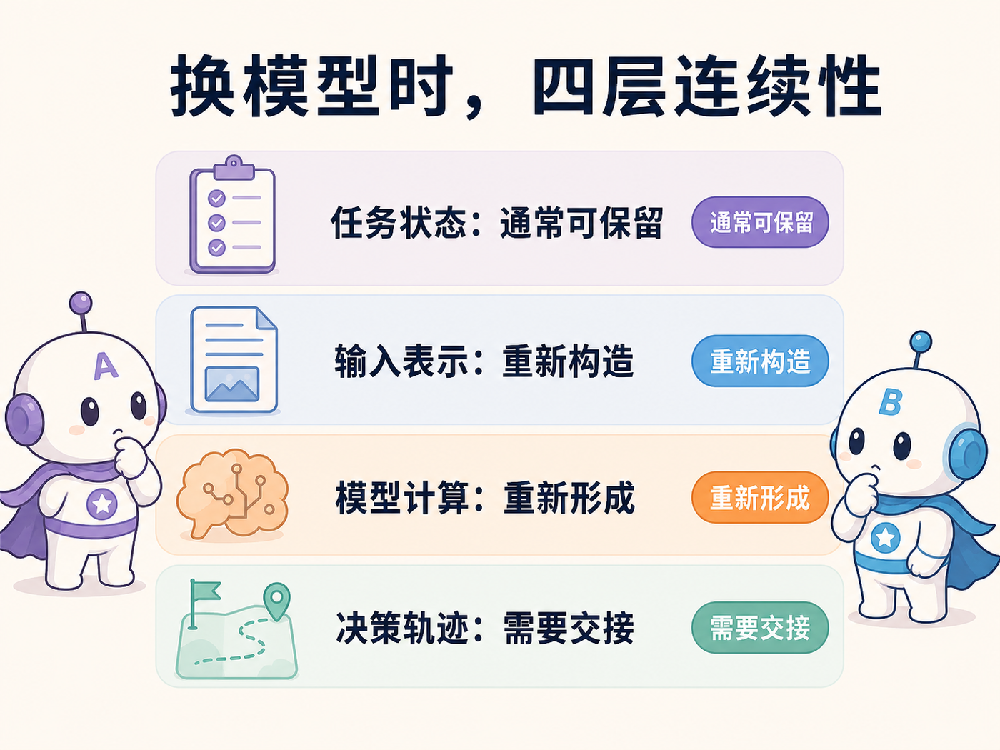 换模型时，四层连续性
任务状态：通常可保留
通常可保留
输入表示：重新构造
重新构造
模型计算：重新形成
重新形成
决策轨迹：需要交接
需要交接
A
B